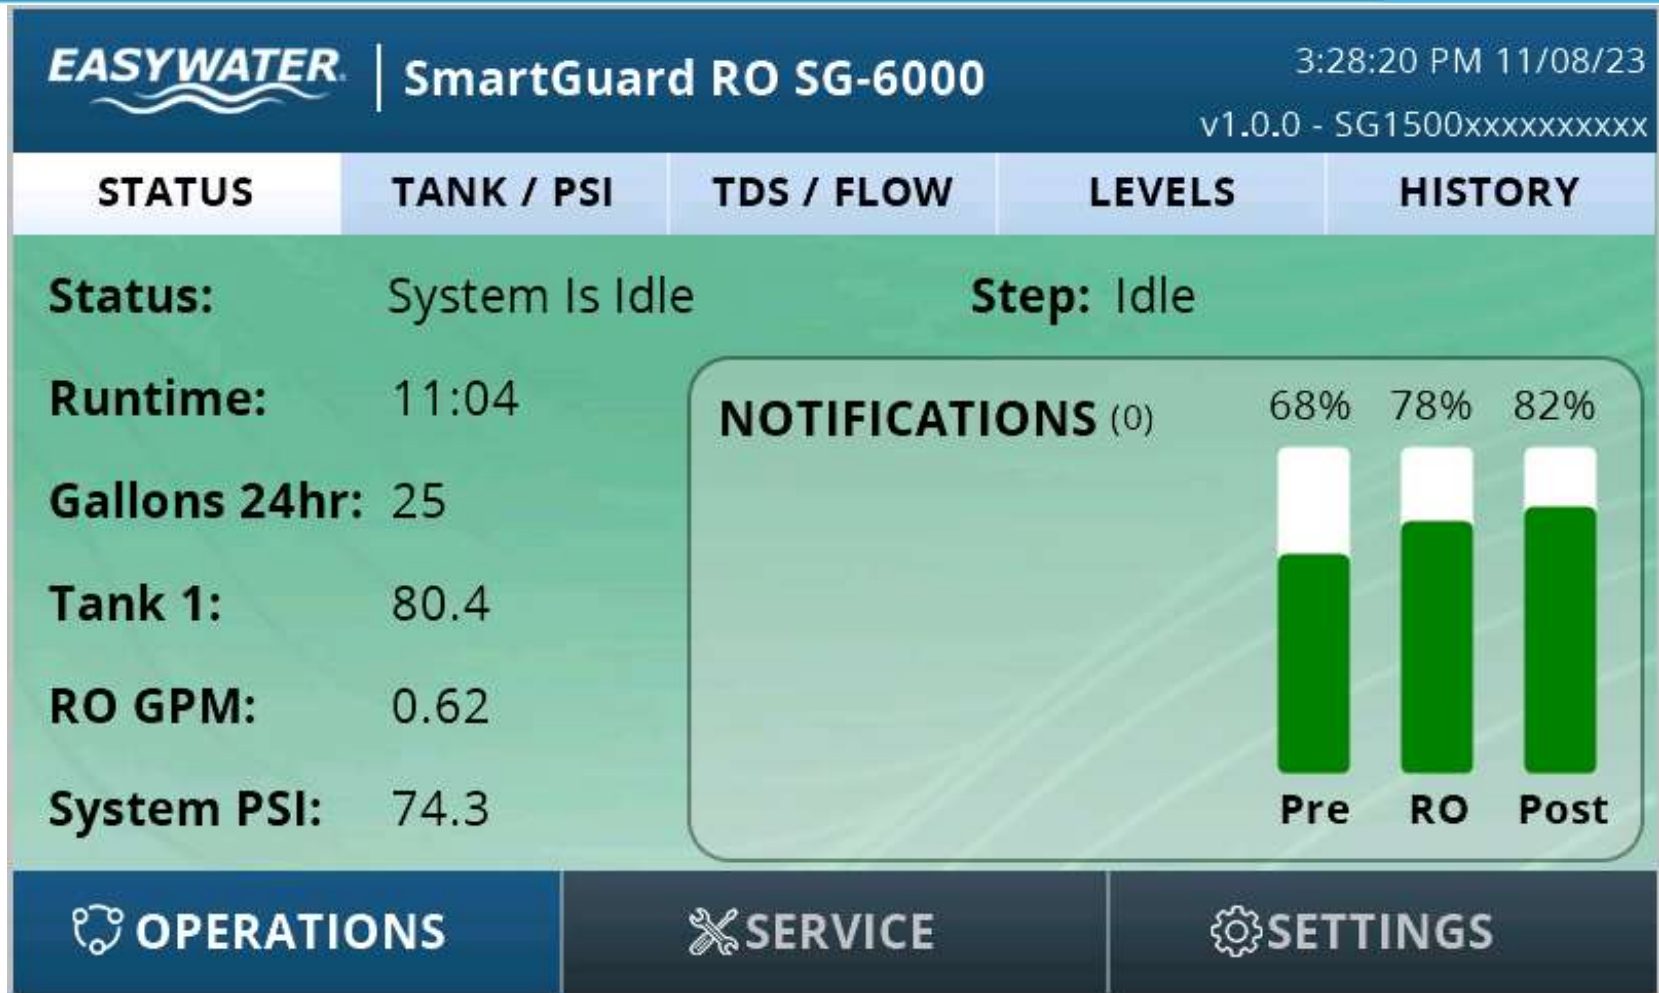 EASYWATER. SmartGuard RO SG-6000
3:28:20 PM 11/08/23
v1.0.0 - SG1500xxxxxxxxxx
STATUS TANK / PSI TDS / FLOW LEVELS HISTORY
Status: System Is Idle Step: Idle
Runtime: 11:04
NOTIFICATIONS (0) 68% 78% 82%
Gallons 24hr: 25
Tank 1: 80.4
RO GPM: 0.62
System PSI: 74.3
Pre RO Post
OPERATIONS SERVICE SETTINGS